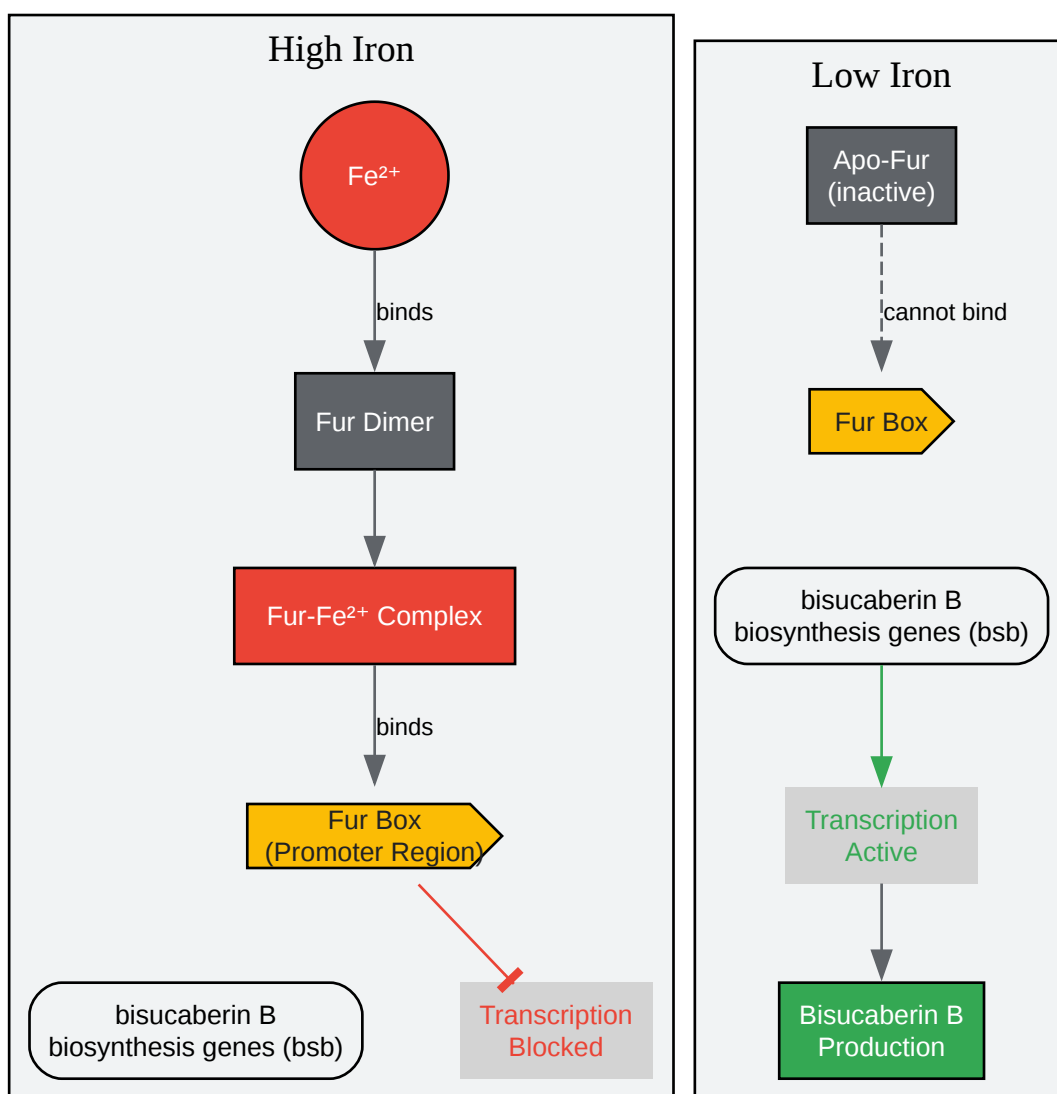 High Iron
Fe²⁺
binds
Fur Dimer
Fur-Fe²⁺ Complex
binds
Fur Box
(Promoter Region)
bisucaberin B
biosynthesis genes (bsb)
Transcription
Blocked
Low Iron
Apo-Fur
(inactive)
cannot bind
Fur Box
bisucaberin B
biosynthesis genes (bsb)
Transcription
Active
Bisucaberin B
Production